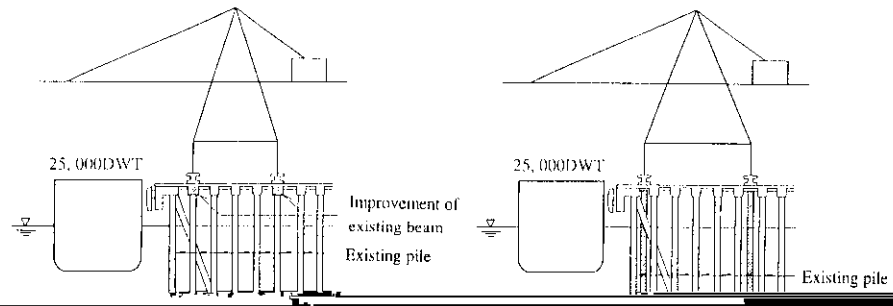 25,000DWT
Improvement of
existing beam
Existing pile
25,000DWT
Existing pile